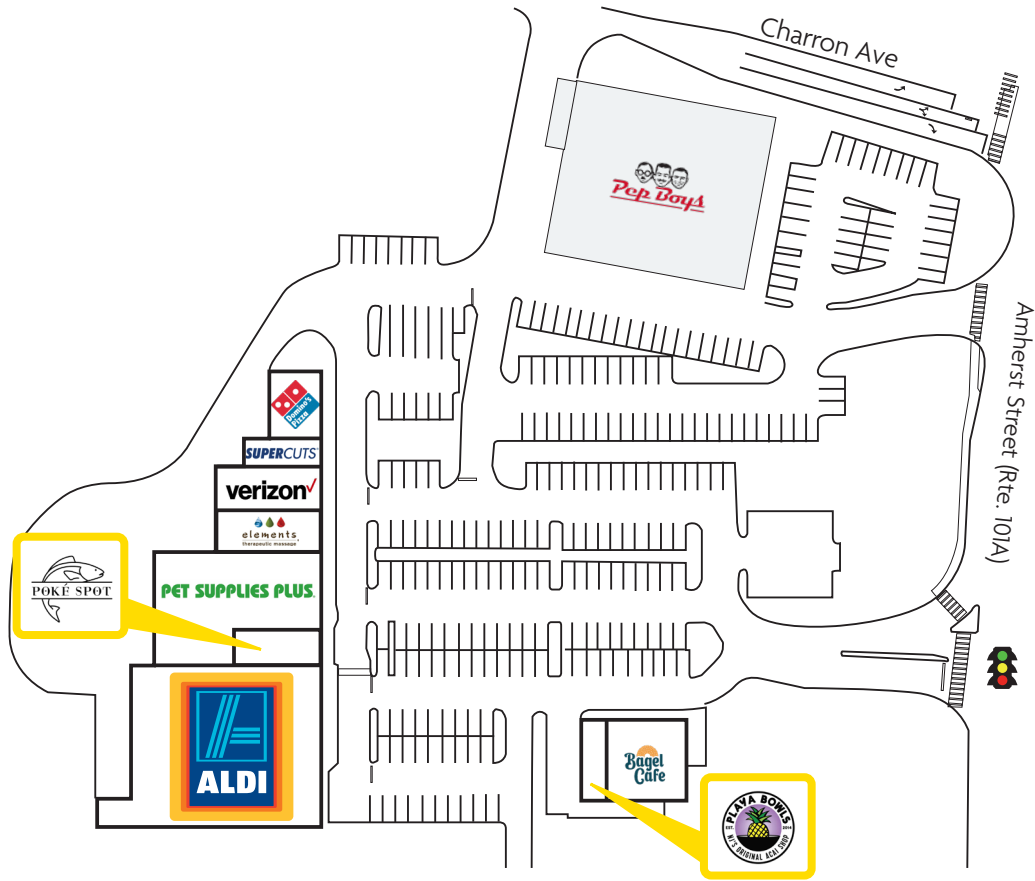 Charron Ave
Pep Boys
Amherst Street (Rte. 101A)
Domino's
Pizza
SUPERCUTS
verizon
elements
therapeutic massage
POKÉ SPOT
PET SUPPLIES PLUS.
ALDI
Bagel
Cafe
PLAYA BOWLS
EST. 2014
NJ'S ORIGINAL ACAI SHOP